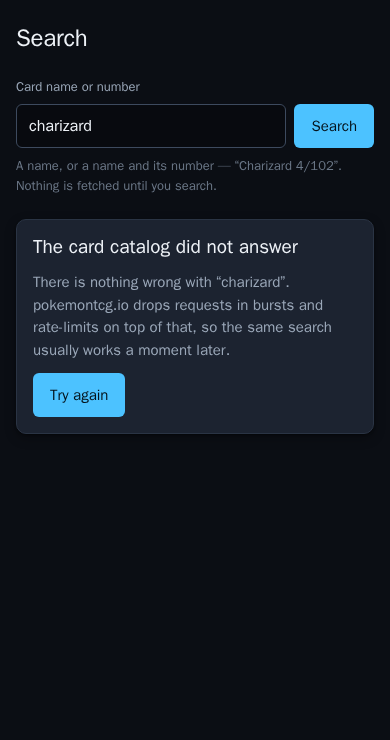 Search
Card name or number
charizard
Search
A name, or a name and its number — “Charizard 4/102”.
Nothing is fetched until you search.
The card catalog did not answer
There is nothing wrong with “charizard”.
pokemontcg.io drops requests in bursts and
rate-limits on top of that, so the same search
usually works a moment later.
Try again